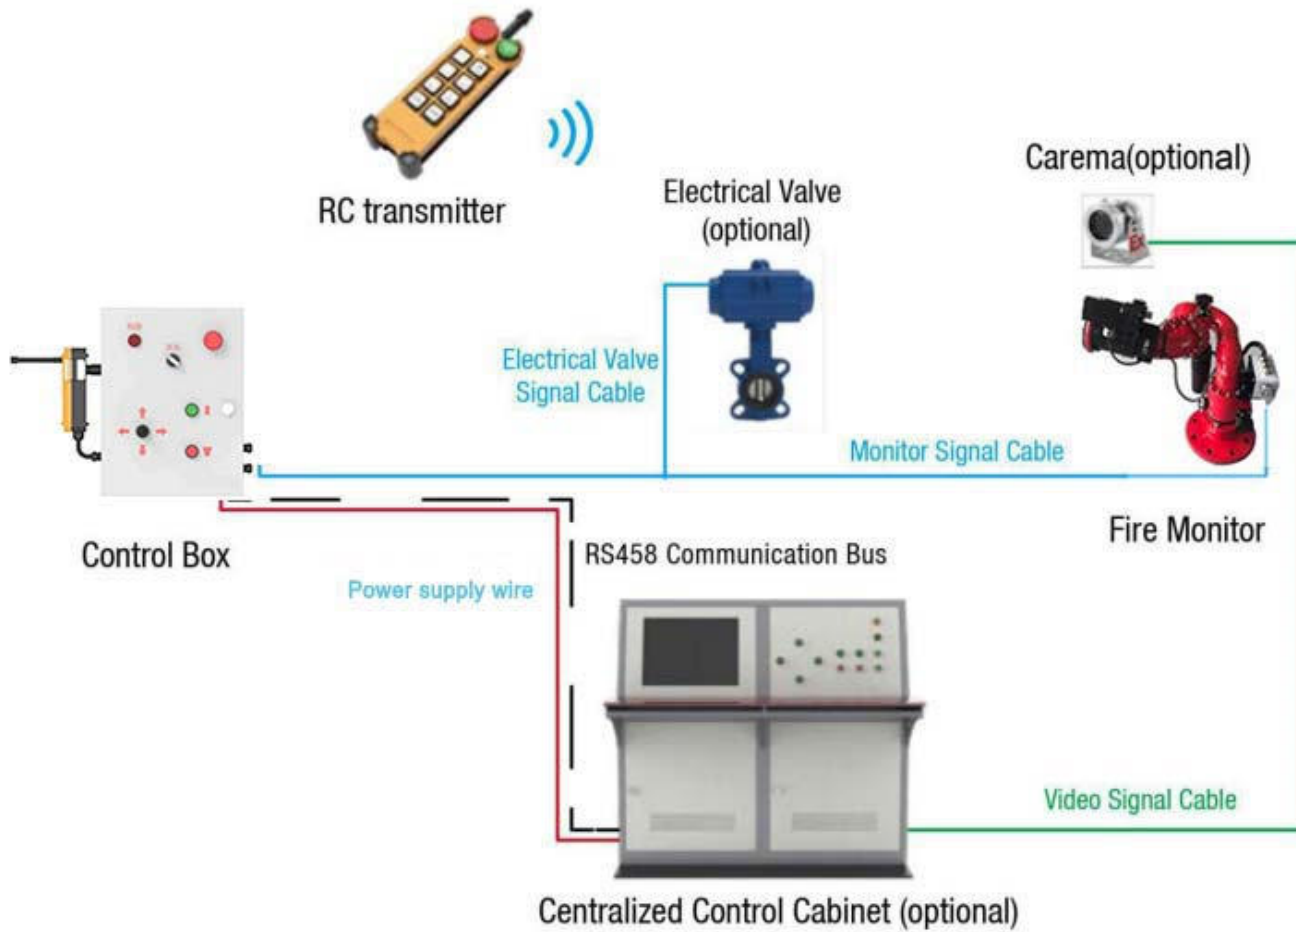 RC transmitter
Carema(optional)
Electrical Valve
(optional)
Ex
Electrical Valve
Signal Cable
Monitor Signal Cable
Control Box
Fire Monitor
RS458 Communication Bus
Power supply wire
Video Signal Cable
Centralized Control Cabinet (optional)